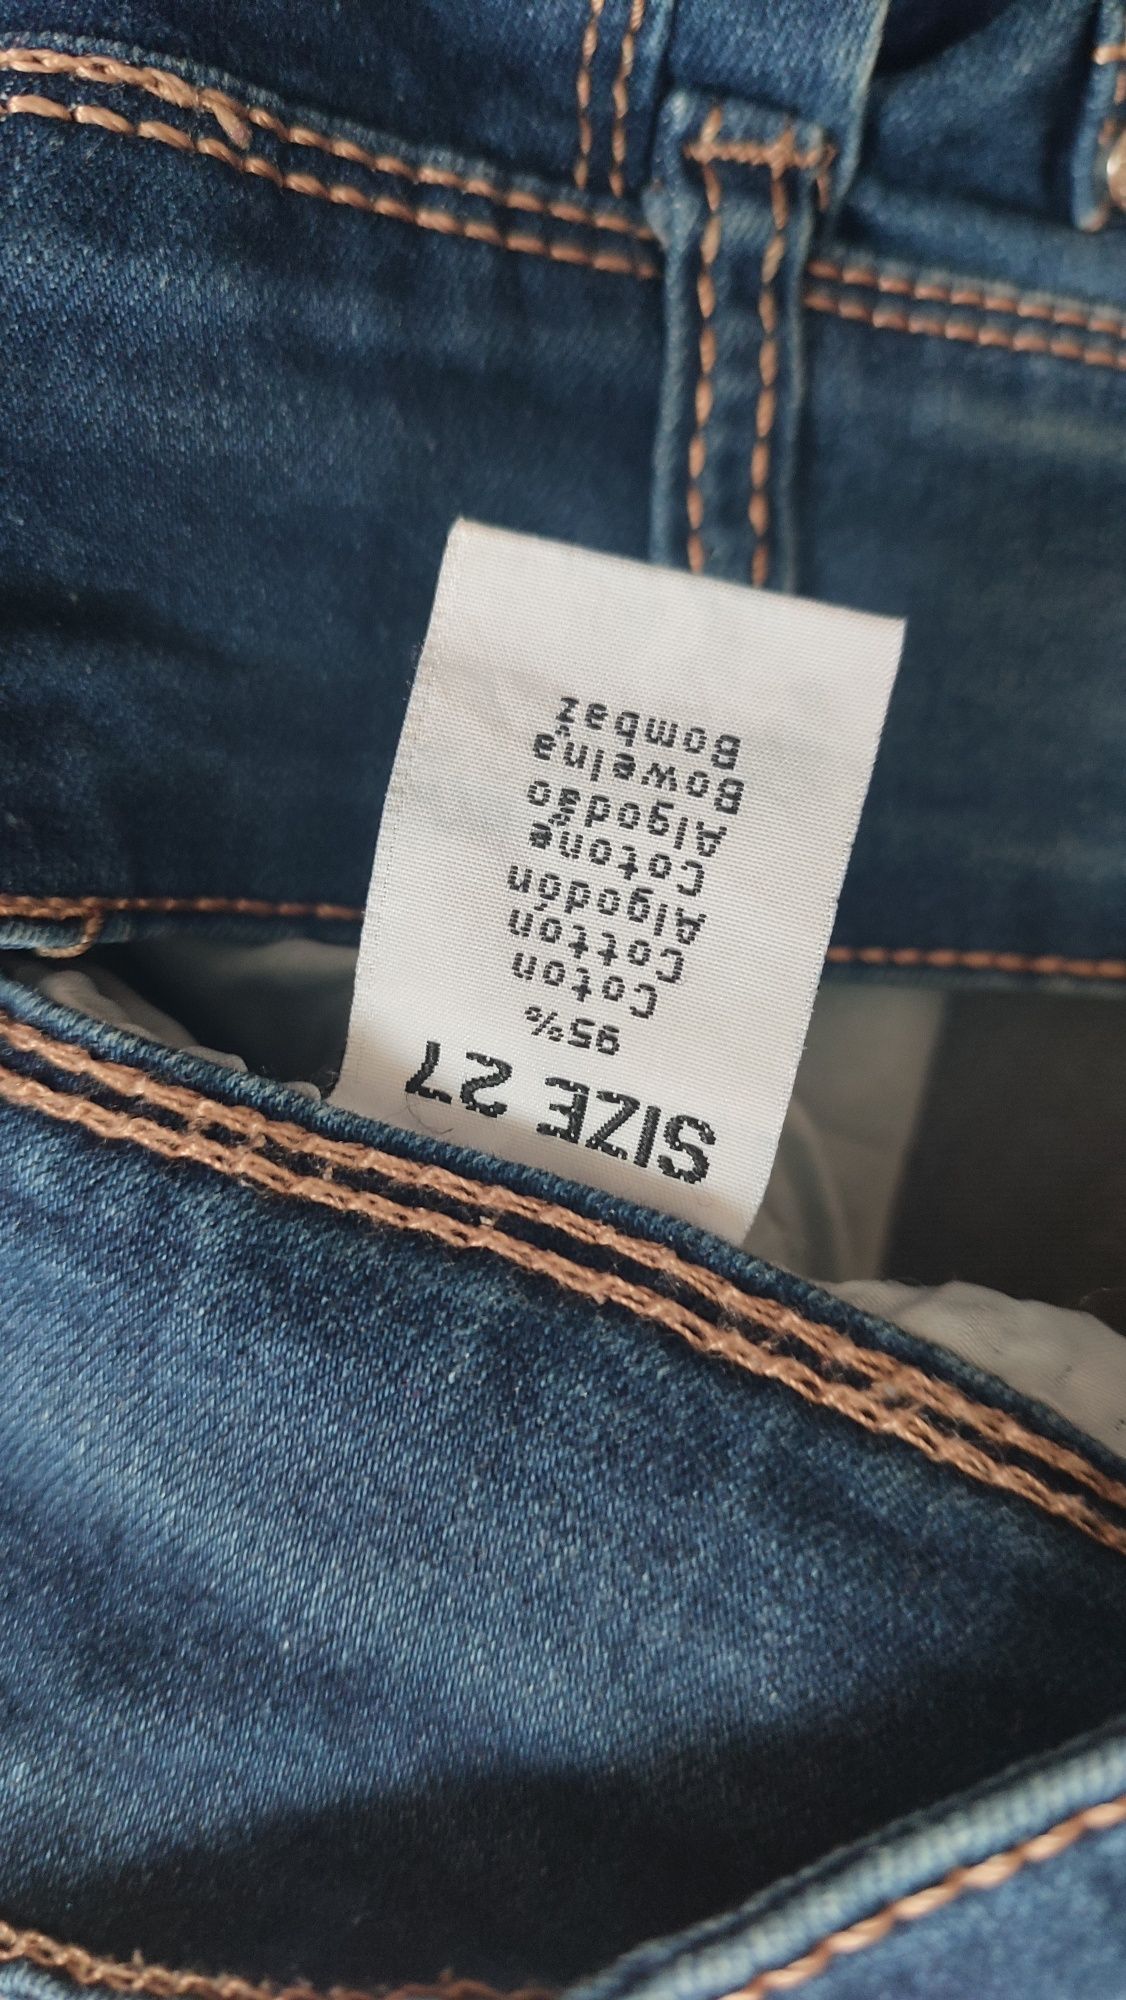 SIZE 27
95%
Coton
Cotton
Algodón
Cotone
Algodão
Bowelna
Bombaz